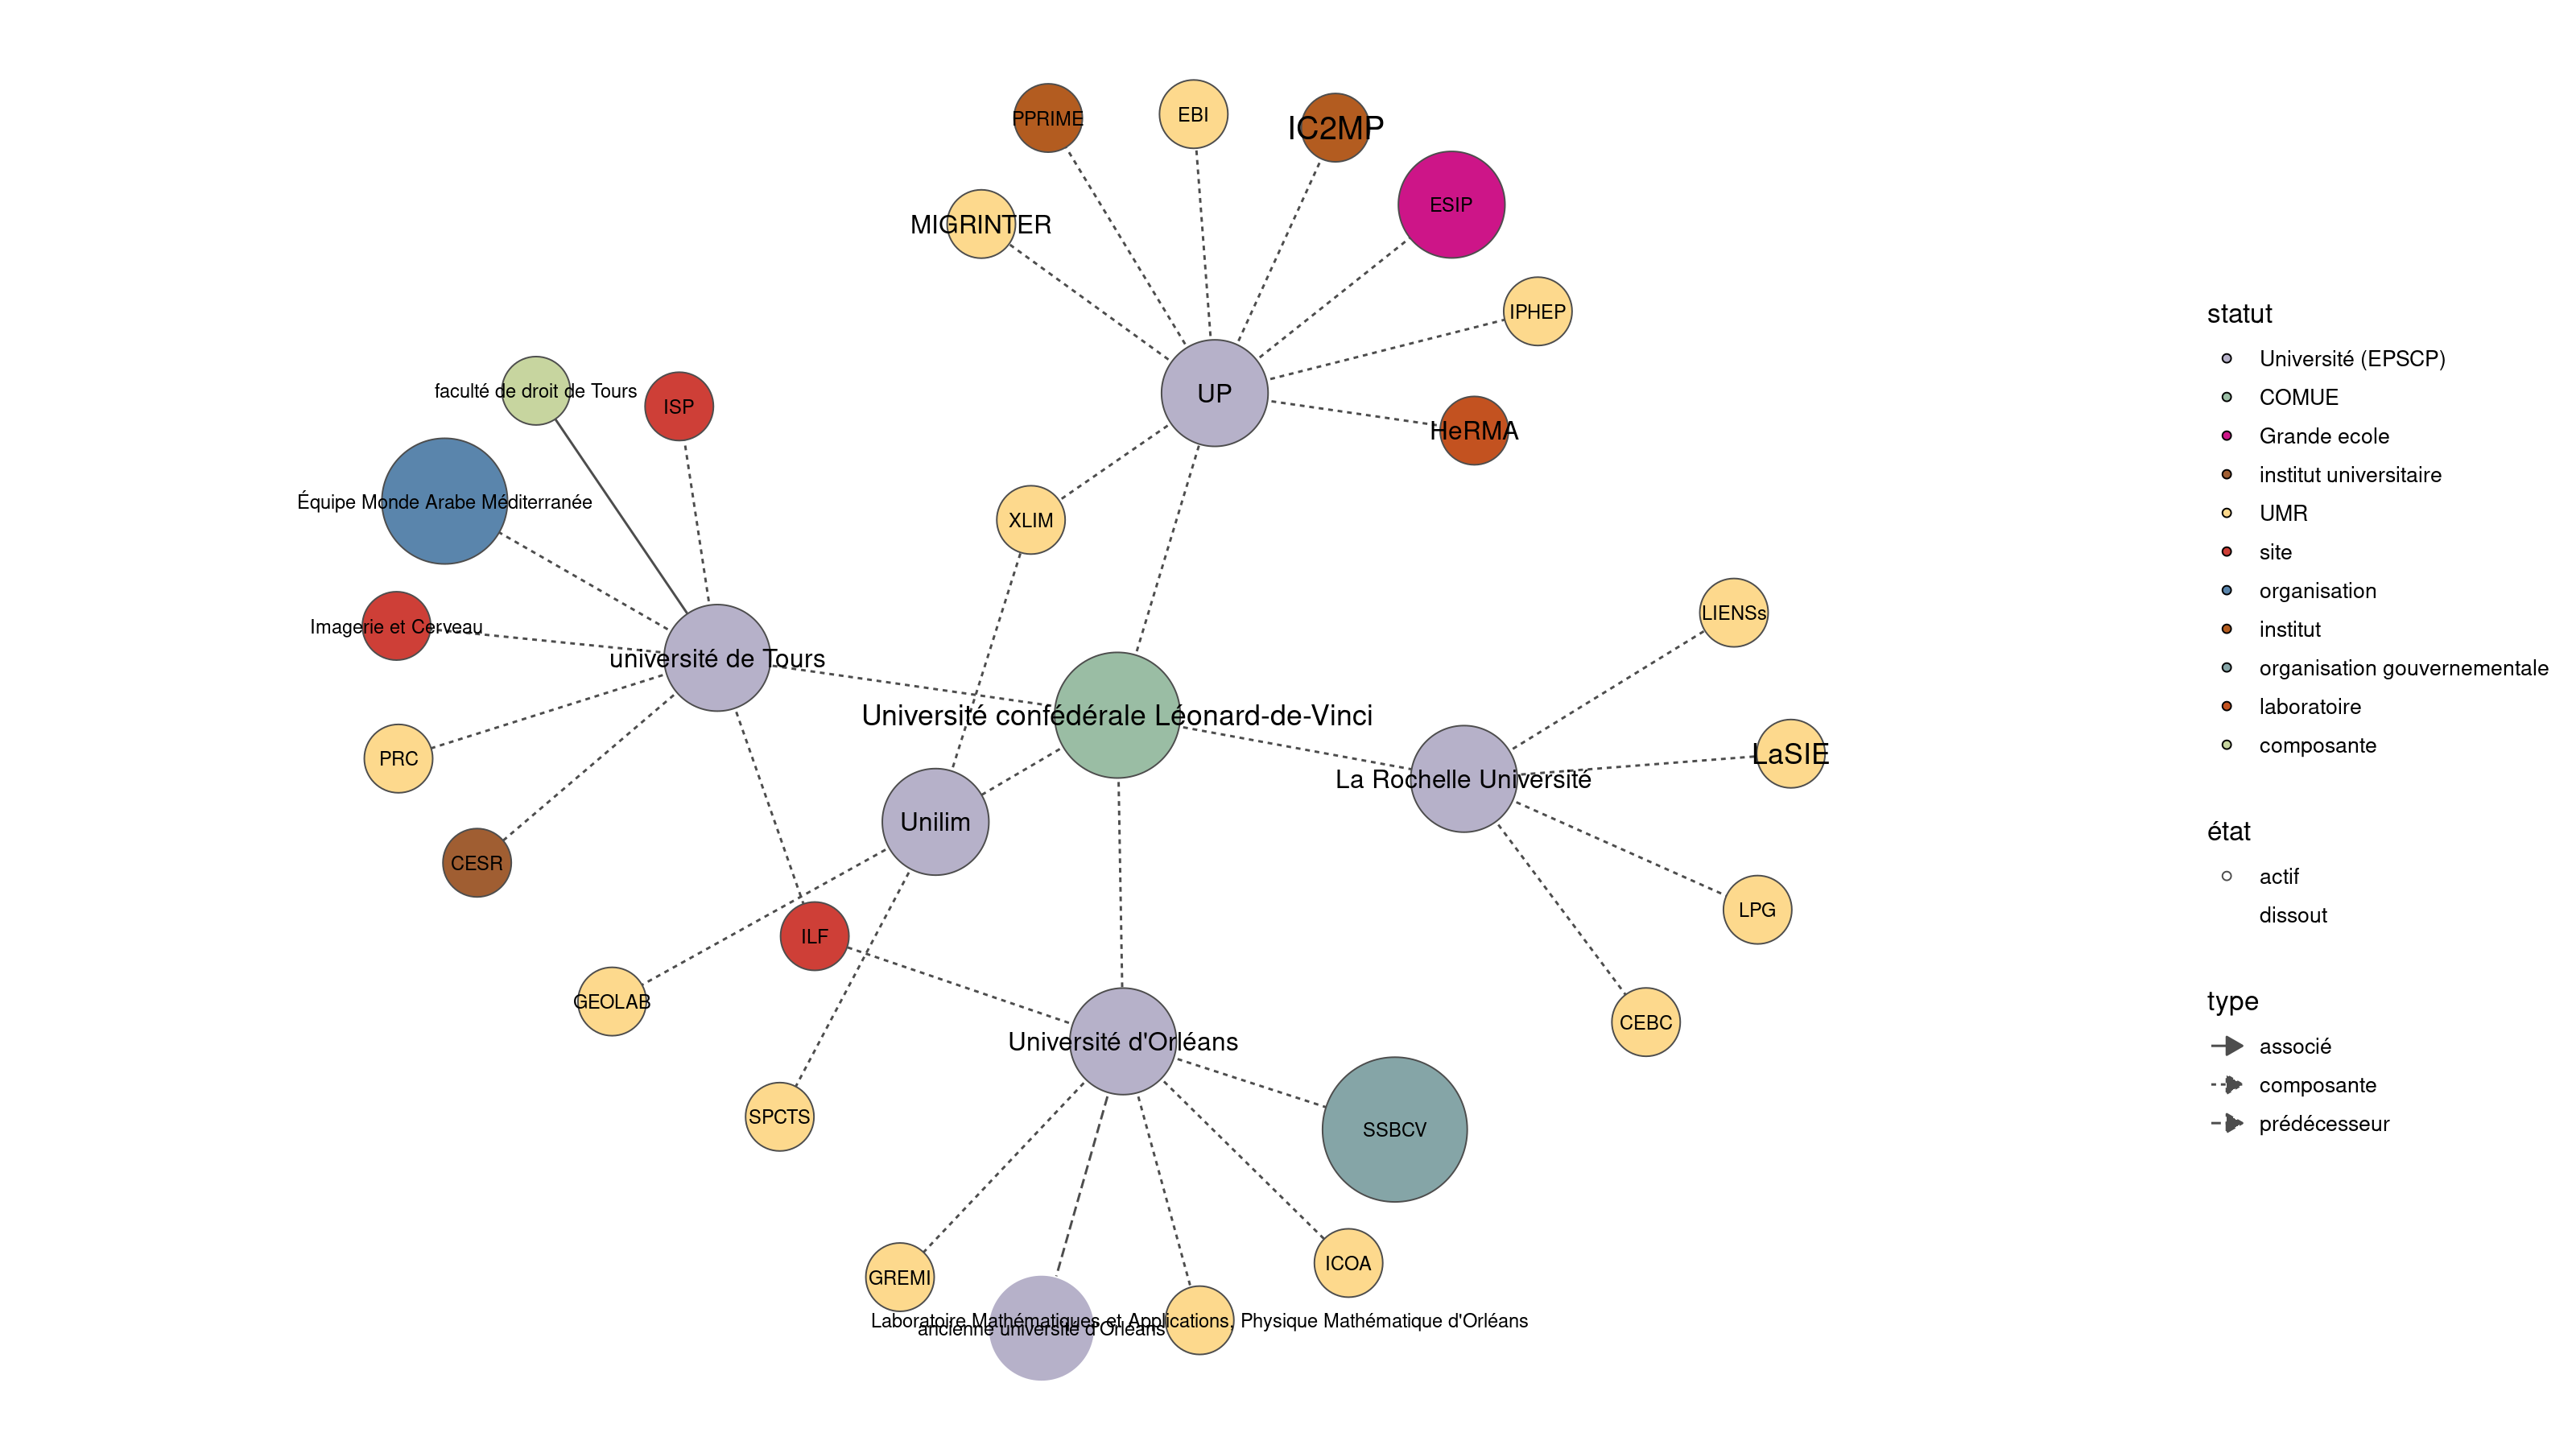 PPRIME
EBI
IC2MP
ESIP
MIGRINTER
IPHEP
UP
HeRMA
faculté de droit de Tours
ISP
Équipe Monde Arabe Méditerranée
XLIM
Imagerie et Cerveau
université de Tours
LIENSs
Université confédérale Léonard-de-Vinci
PRC
LaSIE
La Rochelle Université
Unilim
CESR
LPG
ILF
GEOLAB
CEBC
Université d'Orléans
SPCTS
SSBCV
ICOA
GREMI
Laboratoire Mathématiques et Applications, Physique Mathématique d'Orléans
ancienne université d'Orléans
statut
Université (EPSCP)
COMUE
Grande ecole
institut universitaire
UMR
site
organisation
institut
organisation gouvernementale
laboratoire
composante
état
actif
dissout
type
associé
composante
prédécesseur